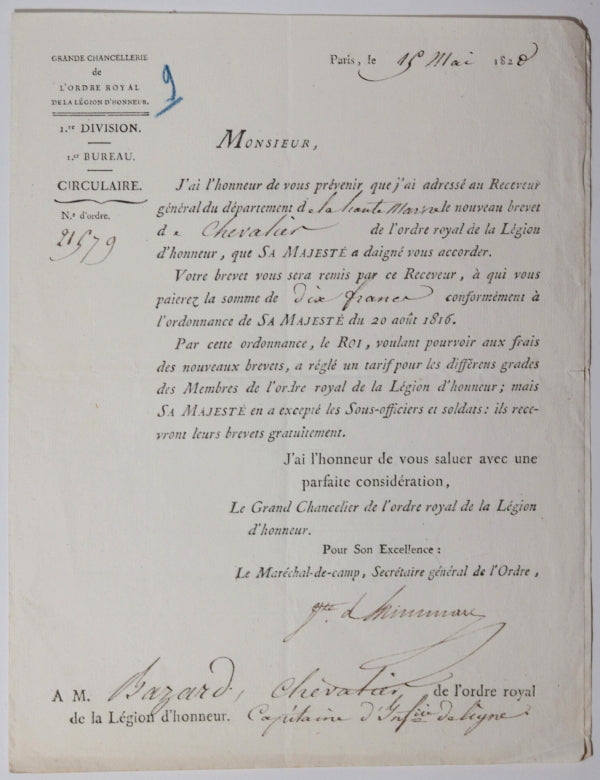 GRANDE CHANCELLERIE
de
L'ORDRE ROYAL
DE LA LÉGION D'HONNEUR.
9
1.re DIVISION.
1.er BUREAU.
CIRCULAIRE.
N.º d'ordre.
21579
Paris, le 15 Mai 1828
MONSIEUR,
J'ai l'honneur de vous prévenir que j'ai adressé au Receveur
général du département de la haute Marne le nouveau brevet
de Chevalier de l'ordre royal de la Légion
d'honneur, que SA MAJESTÉ a daigné vous accorder.
Votre brevet vous sera remis par ce Receveur, à qui vous
paierez la somme de dix francs conformément à
l'ordonnance de SA MAJESTÉ du 20 août 1816.
Par cette ordonnance, le ROI, voulant pourvoir aux frais
des nouveaux brevets, a réglé un tarif pour les différens grades
des Membres de l'ordre royal de la Légion d'honneur; mais
SA MAJESTÉ en a excepté les Sous-officiers et soldats: ils rece-
vront leurs brevets gratuitement.
J'ai l'honneur de vous saluer avec une
parfaite considération,
Le Grand Chancelier de l'ordre royal de la Légion
d'honneur.
Pour Son Excellence:
Le Maréchal-de-camp, Secrétaire général de l'Ordre,
A M. Bazard, Chevalier, de l'ordre royal
de la Légion d'honneur. Capitaine d'Inf.ie de ligne